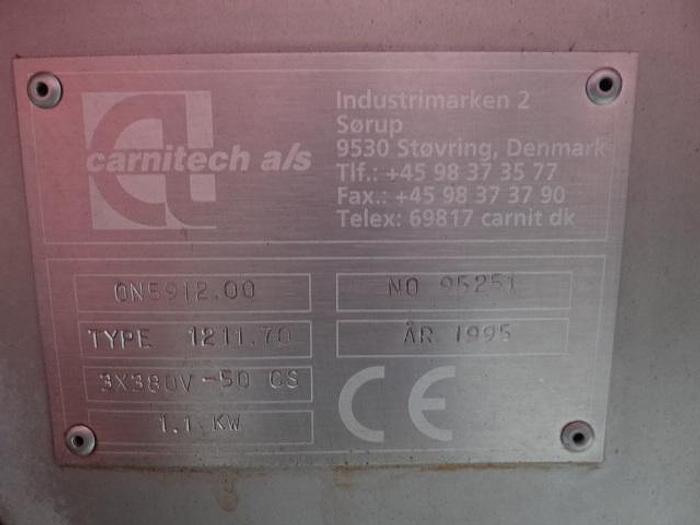 carnitech a/s
Industrimarken 2
Sørup
9530 Støvring, Denmark
Tlf.: +45 98 37 35 77
Fax.: +45 98 37 37 90
Telex: 69817 carnit dk
ON5912.00
NO 95251
TYPE 1211.70
ÅR 1995
3X380V-50 CS
1.1 KW
CE